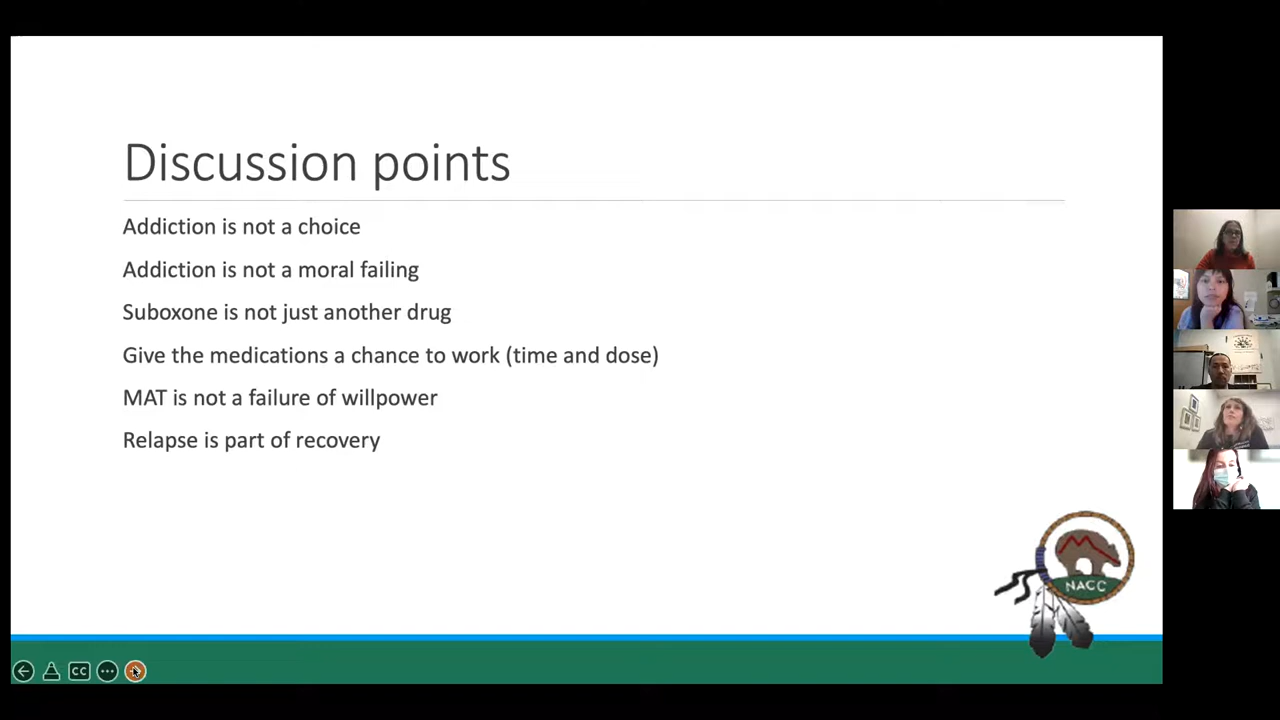 Discussion points
Addiction is not a choice
Addiction is not a moral failing
Suboxone is not just another drug
Give the medications a chance to work (time and dose)
MAT is not a failure of willpower
Relapse is part of recovery
NACC
CC